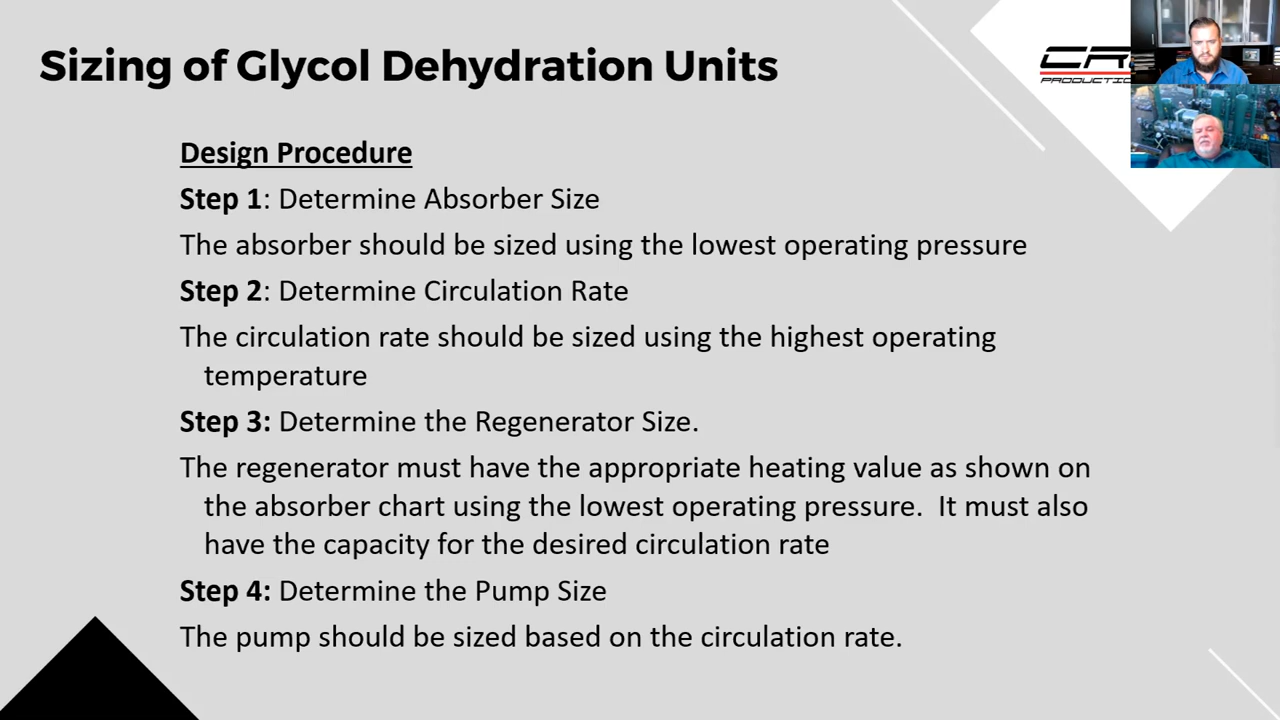 Sizing of Glycol Dehydration Units
Design Procedure
Step 1: Determine Absorber Size
The absorber should be sized using the lowest operating pressure
Step 2: Determine Circulation Rate
The circulation rate should be sized using the highest operating
temperature
Step 3: Determine the Regenerator Size.
The regenerator must have the appropriate heating value as shown on
the absorber chart using the lowest operating pressure.  It must also
have the capacity for the desired circulation rate
Step 4: Determine the Pump Size
The pump should be sized based on the circulation rate.